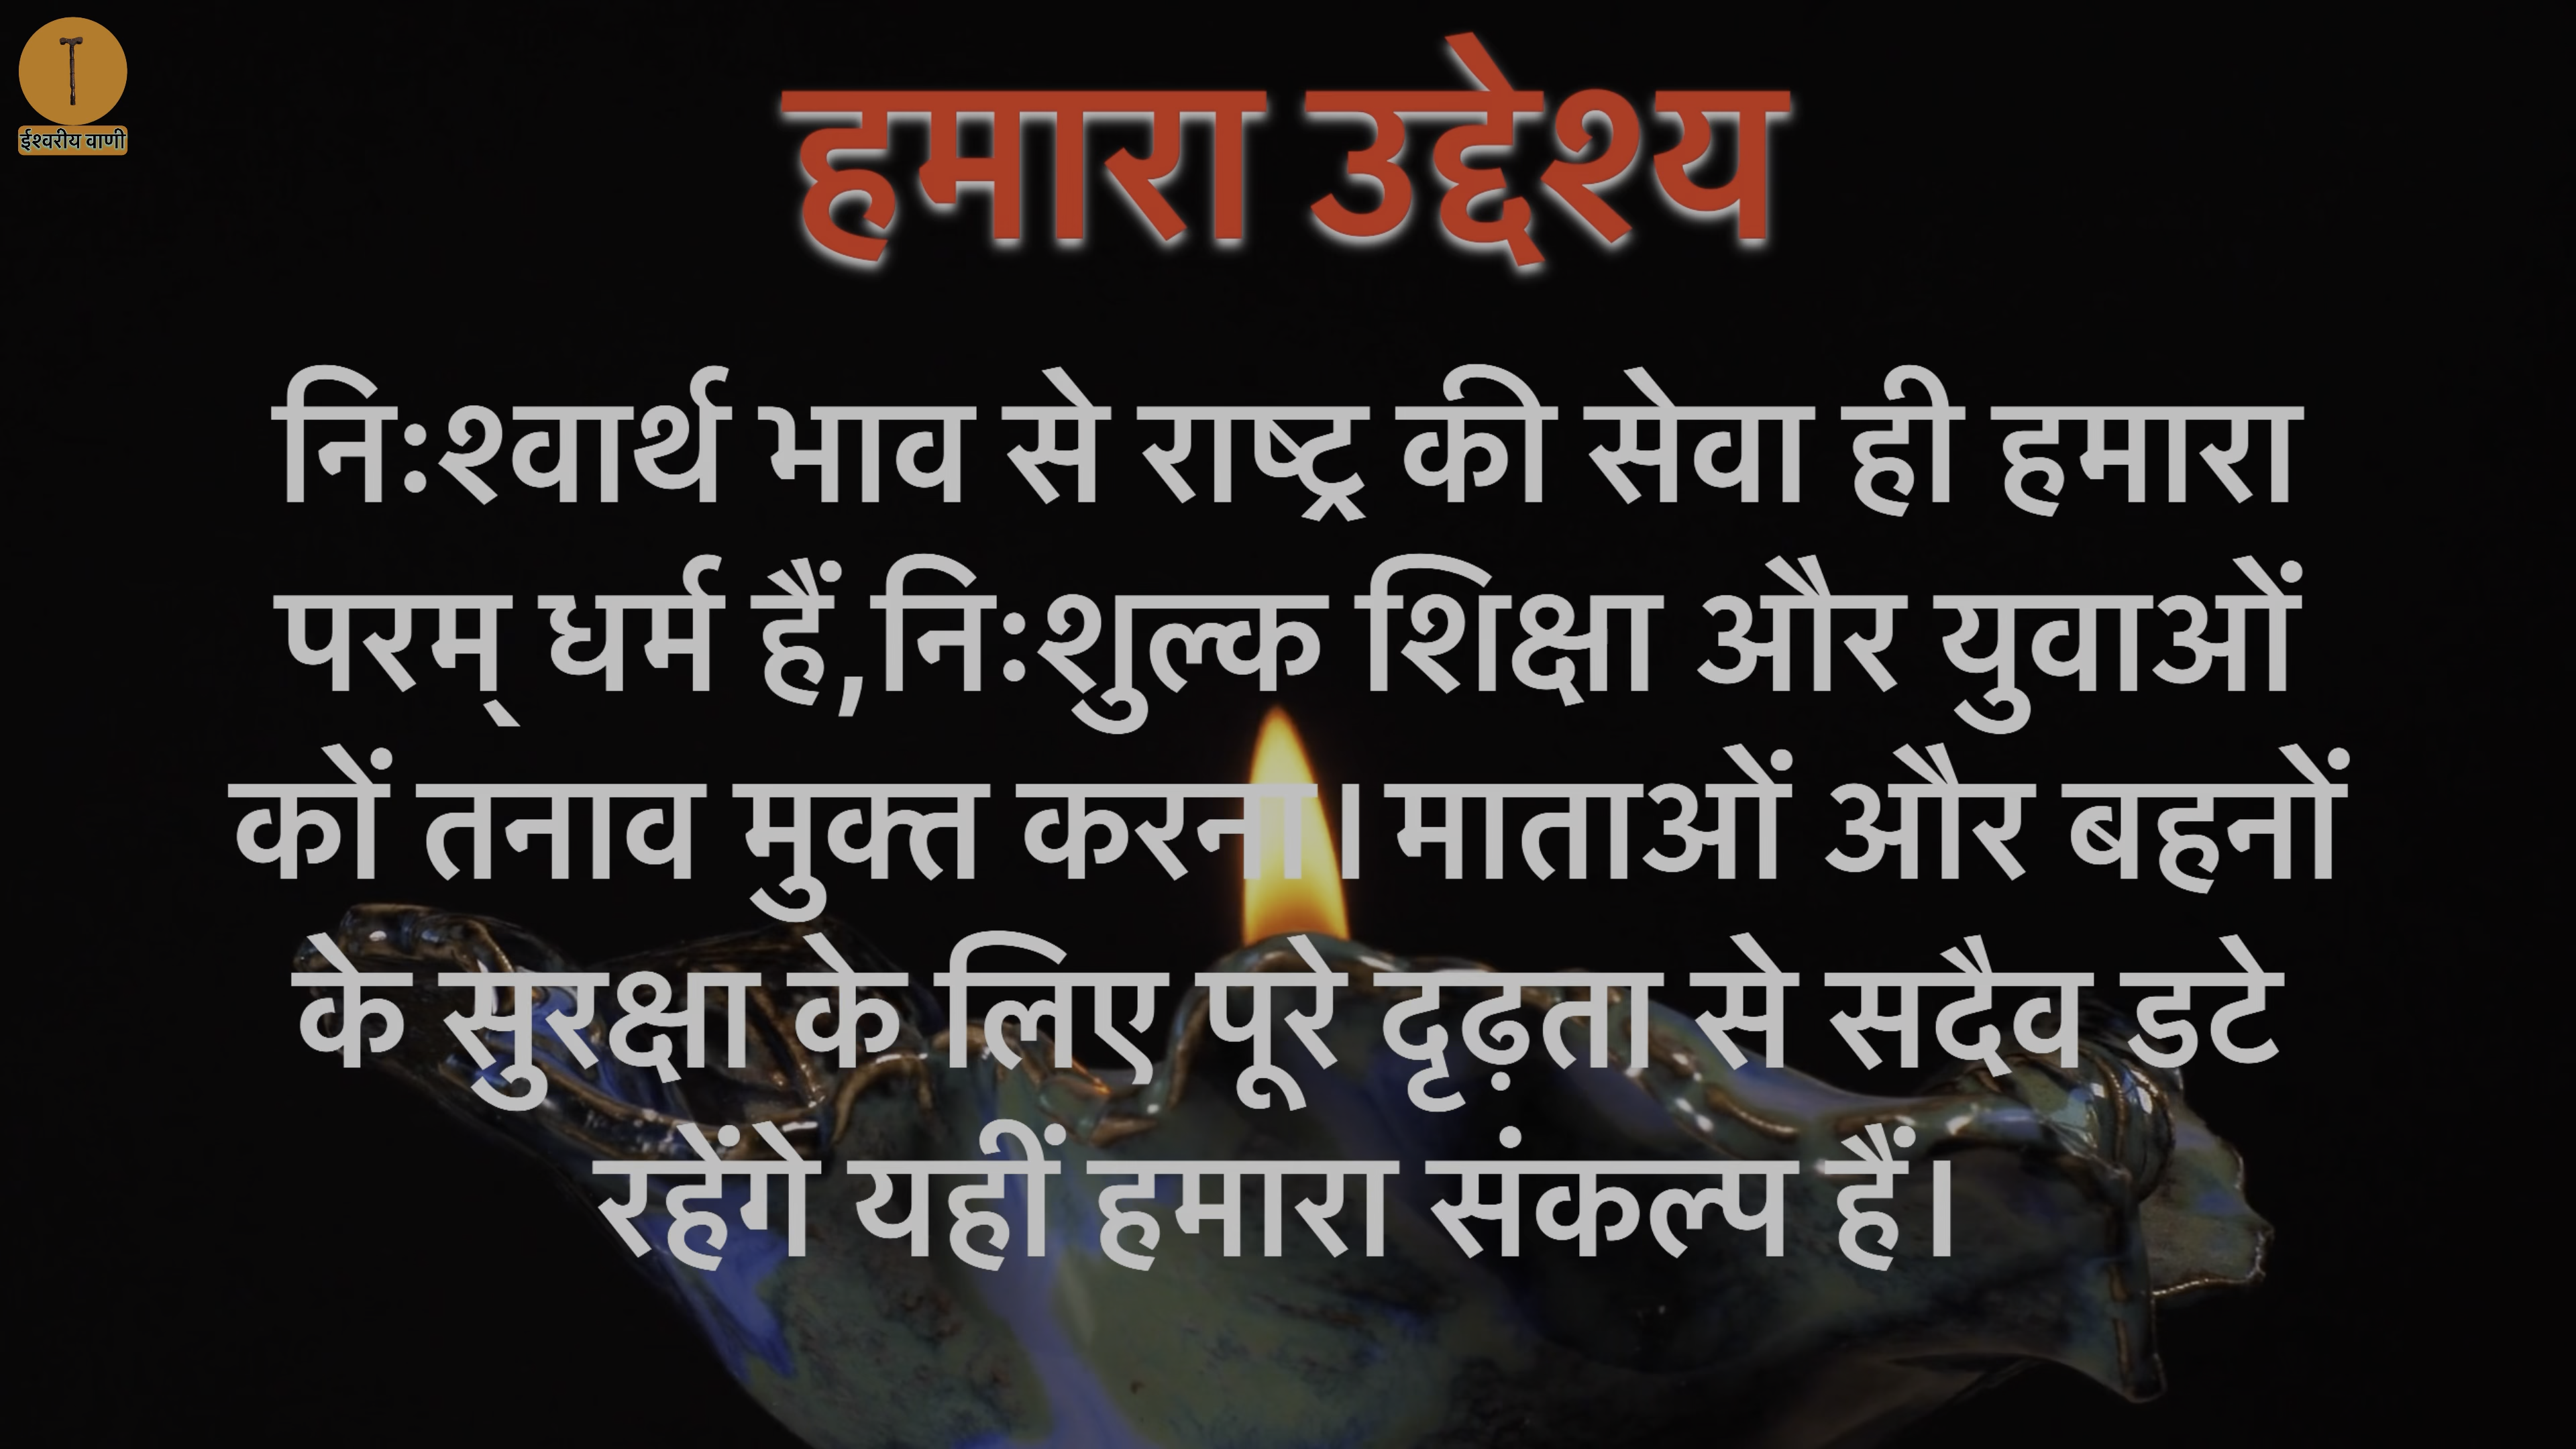 ईश्वरीय वाणी
हमारा उद्देश्य
निःश्वार्थ भाव से राष्ट्र की सेवा ही हमारा
परम् धर्म हैं,निःशुल्क शिक्षा और युवाओं
कों तनाव मुक्त करना।माताओं और बहनों
के सुरक्षा के लिए पूरे दृढ़ता से सदैव डटे
रहेंगे यहीं हमारा संकल्प हैं।